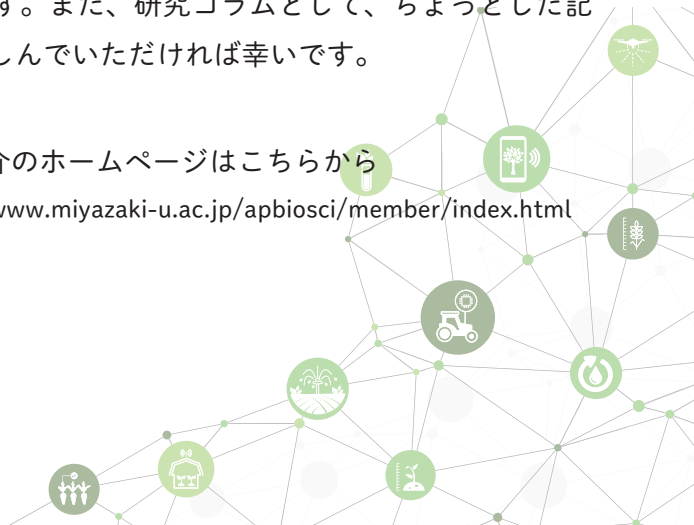 す。また、研究コラムとして、ちょっとした記
しんでいただければ幸いです。
介のホームページはこちらから
www.miyazaki-u.ac.jp/apbiosci/member/index.html